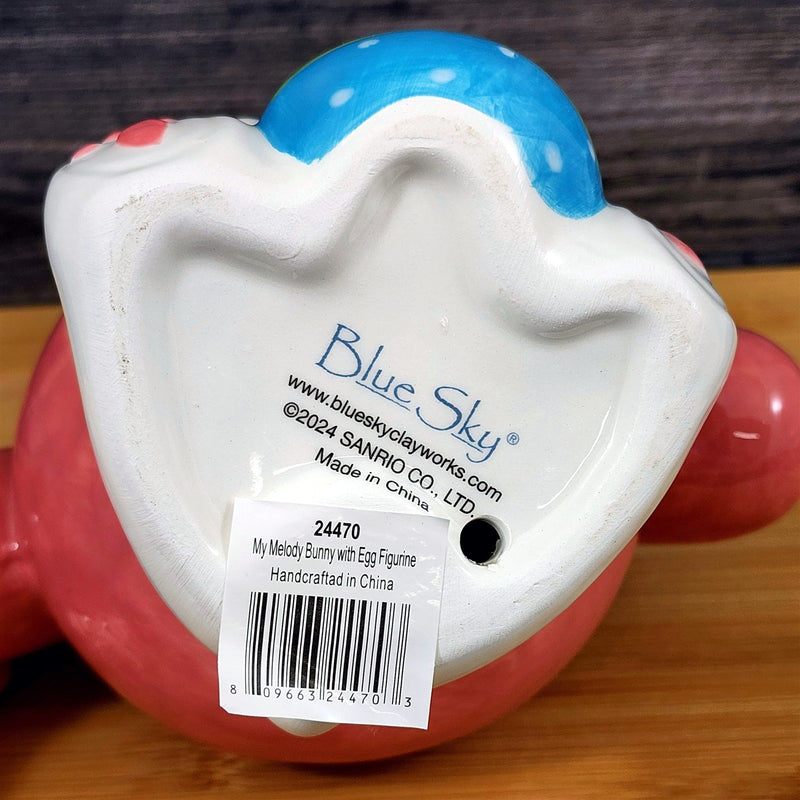 Blue Sky®
www.blueskyclayworks.com
©2024 SANRIO CO., LTD.
Made in China
24470
My Melody Bunny with Egg Figurine
Handcraftad in China
8 09663 24470 3